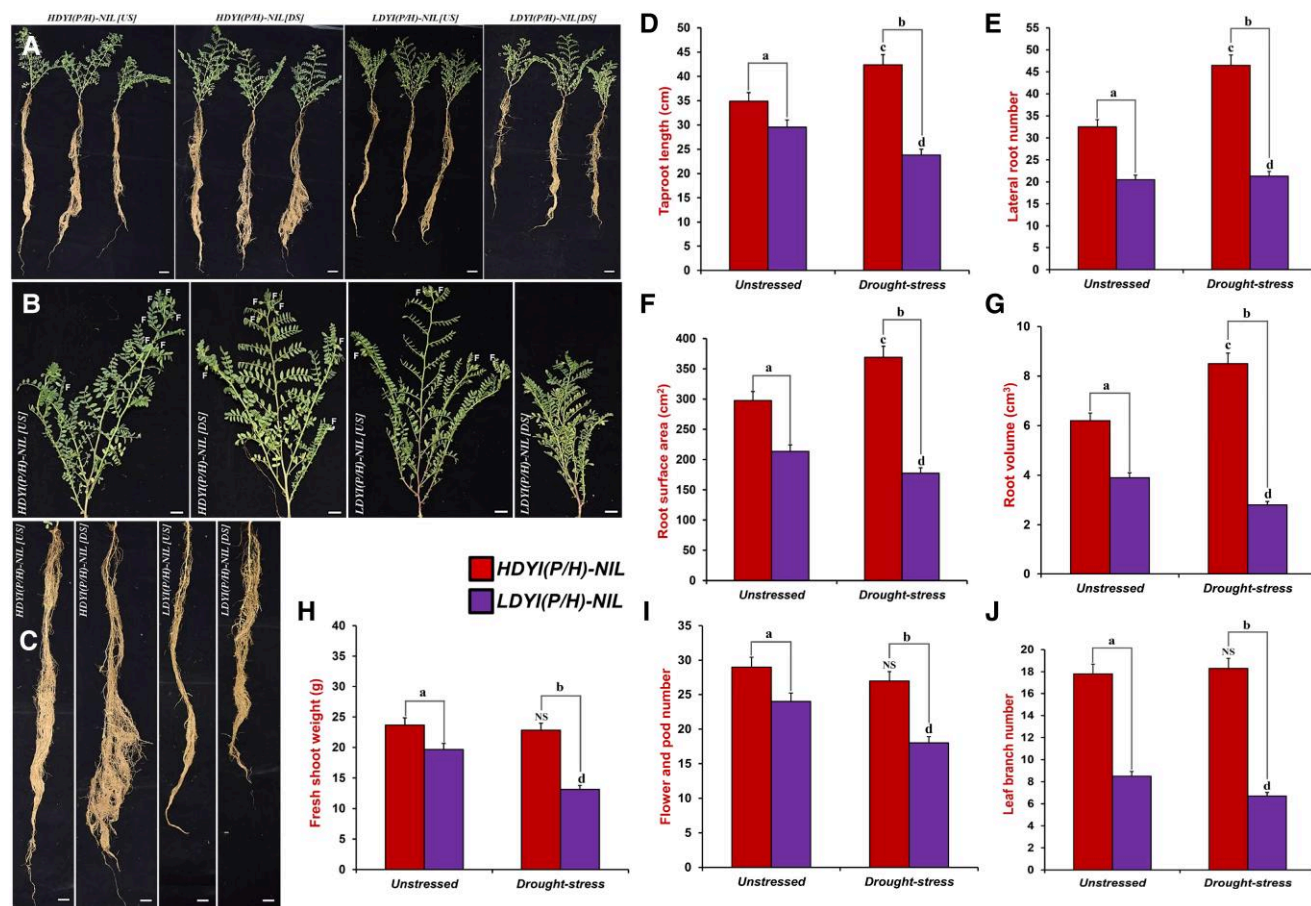 HDYI(P/H)-NIL [US]
HDYI(P/H)-NIL [DS]
LDYI(P/H)-NIL [US]
LDYI(P/H)-NIL [DS]
A
B
F F
F
F
F
F
F
F
HDYI(P/H)-NIL [US]
F
F
F
F
F
F
HDYI(P/H)-NIL [DS]
F
F
F
F
LDYI(P/H)-NIL [US]
LDYI(P/H)-NIL [DS]
C
HDYI(P/H)-NIL [US]
HDYI(P/H)-NIL [DS]
LDYI(P/H)-NIL [US]
LDYI(P/H)-NIL [DS]
HDYI(P/H)-NIL
LDYI(P/H)-NIL
D
Taproot length (cm)
50
45
40
35
30
25
20
15
10
5
0
a
b
c
d
Unstressed
Drought-stress
E
Lateral root number
55
50
45
40
35
30
25
20
15
10
5
0
a
b
c
d
Unstressed
Drought-stress
F
Root surface area (cm²)
400
350
300
250
200
150
100
50
0
a
b
c
d
Unstressed
Drought-stress
G
Root volume (cm³)
10
8
6
4
2
0
a
b
c
d
Unstressed
Drought-stress
H
Fresh shoot weight (g)
40
35
30
25
20
15
10
5
0
a
b
NS
d
Unstressed
Drought-stress
I
Flower and pod number
35
30
25
20
15
10
5
0
a
b
NS
d
Unstressed
Drought-stress
J
Leaf branch number
18
16
14
12
10
8
6
4
2
0
a
b
NS
d
Unstressed
Drought-stress